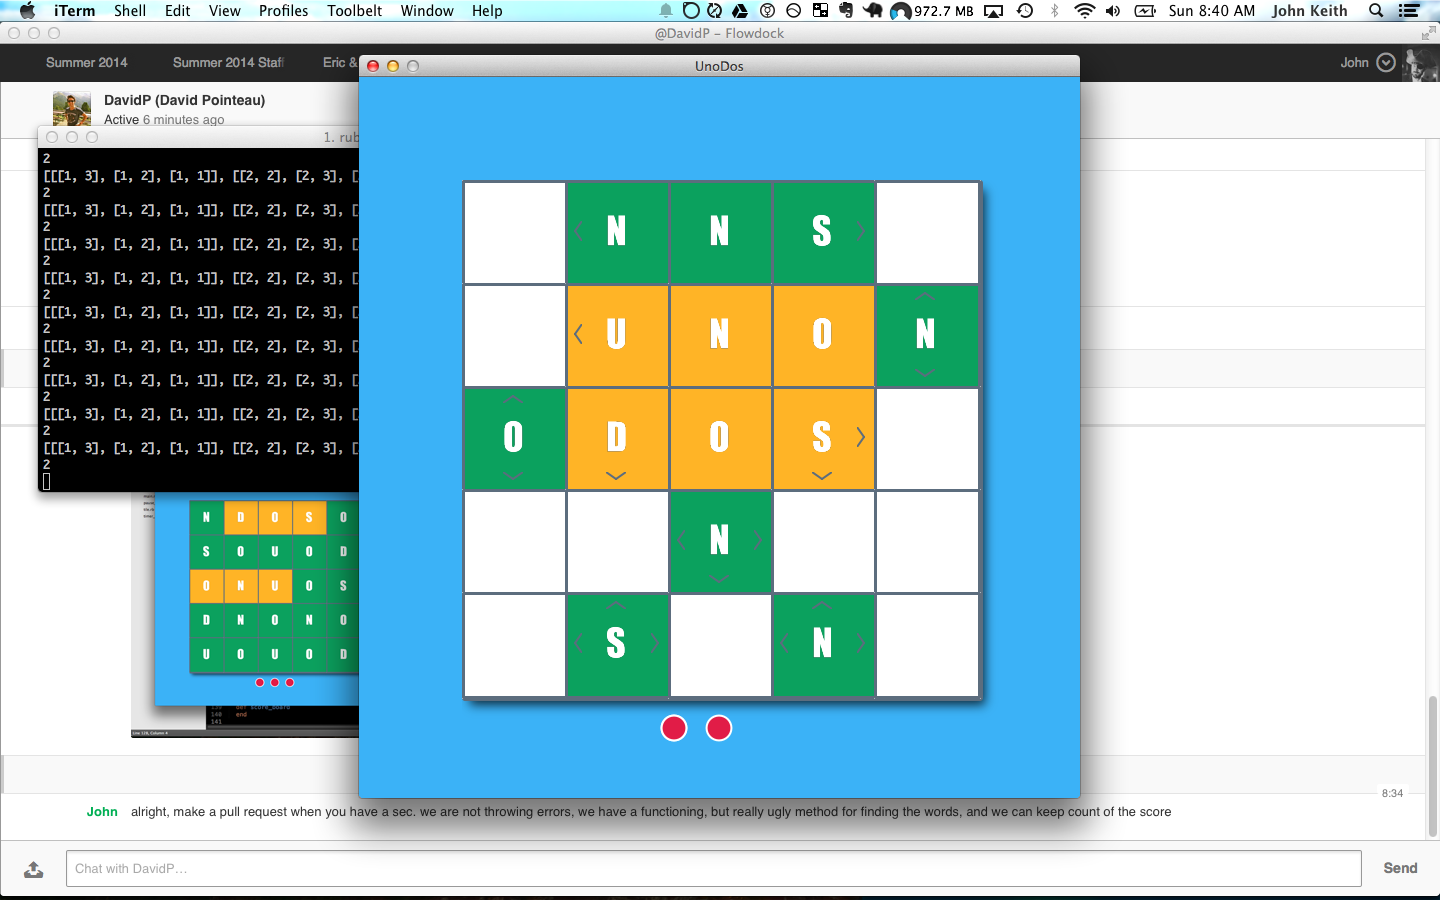 iTerm Shell Edit View Profiles Toolbelt Window Help 972.7 MB Sun 8:40 AM John Keith
@DavidP – Flowdock
Summer 2014 Summer 2014 Staff Eric & John
UnoDos
DavidP (David Pointeau)
Active 6 minutes ago
1. rub
2
[[[1, 3], [1, 2], [1, 1]], [[2, 2], [2, 3], [
2
[[[1, 3], [1, 2], [1, 1]], [[2, 2], [2, 3], [
2
[[[1, 3], [1, 2], [1, 1]], [[2, 2], [2, 3], [
2
[[[1, 3], [1, 2], [1, 1]], [[2, 2], [2, 3], [
2
[[[1, 3], [1, 2], [1, 1]], [[2, 2], [2, 3], [
2
[[[1, 3], [1, 2], [1, 1]], [[2, 2], [2, 3], [
2
[[[1, 3], [1, 2], [1, 1]], [[2, 2], [2, 3], [
2
[[[1, 3], [1, 2], [1, 1]], [[2, 2], [2, 3], [
2
[[[1, 3], [1, 2], [1, 1]], [[2, 2], [2, 3], [
2
N N S
U N O N
O D O S
N
S N
N D O S O
S O U O D
O N U O S
D N O N O
U O U O D
139 def score_board
140 end
141
8:34
John alright, make a pull request when you have a sec. we are not throwing errors, we have a functioning, but really ugly method for finding the words, and we can keep count of the score
Chat with DavidP… Send